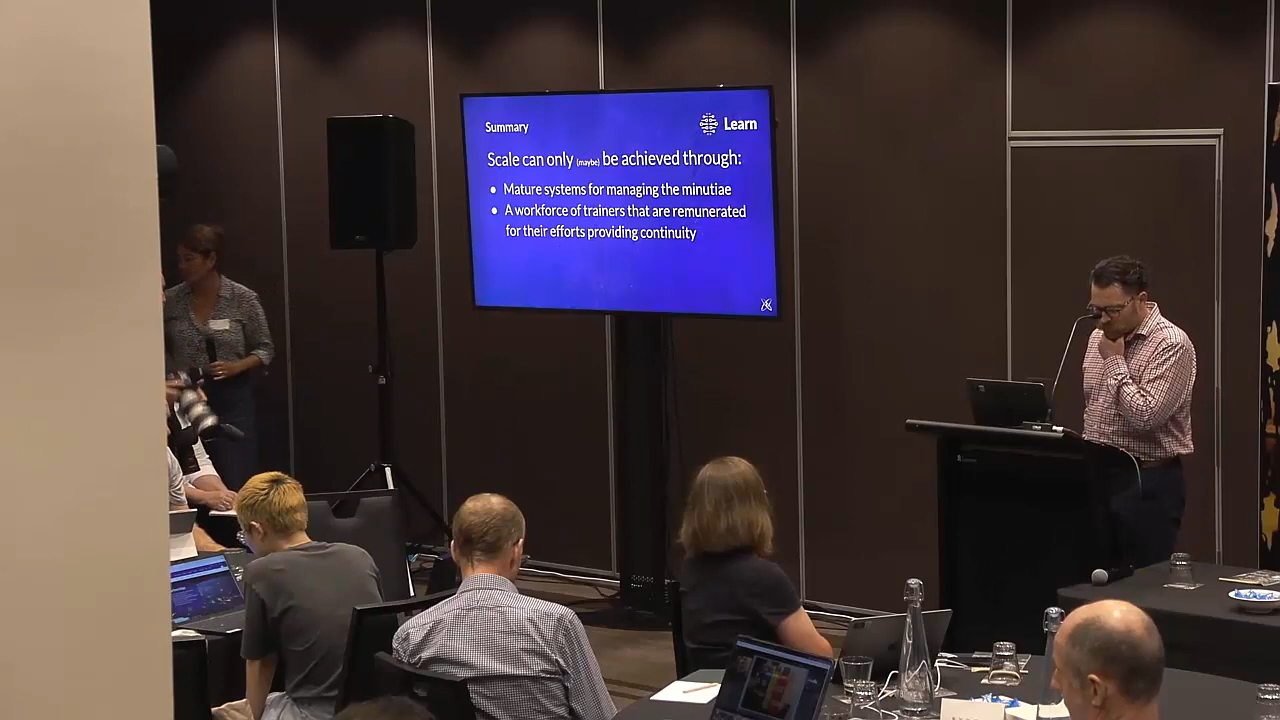 Summary
Learn
Scale can only (maybe) be achieved through:
● Mature systems for managing the minutiae
● A workforce of trainers that are remunerated
for their efforts providing continuity